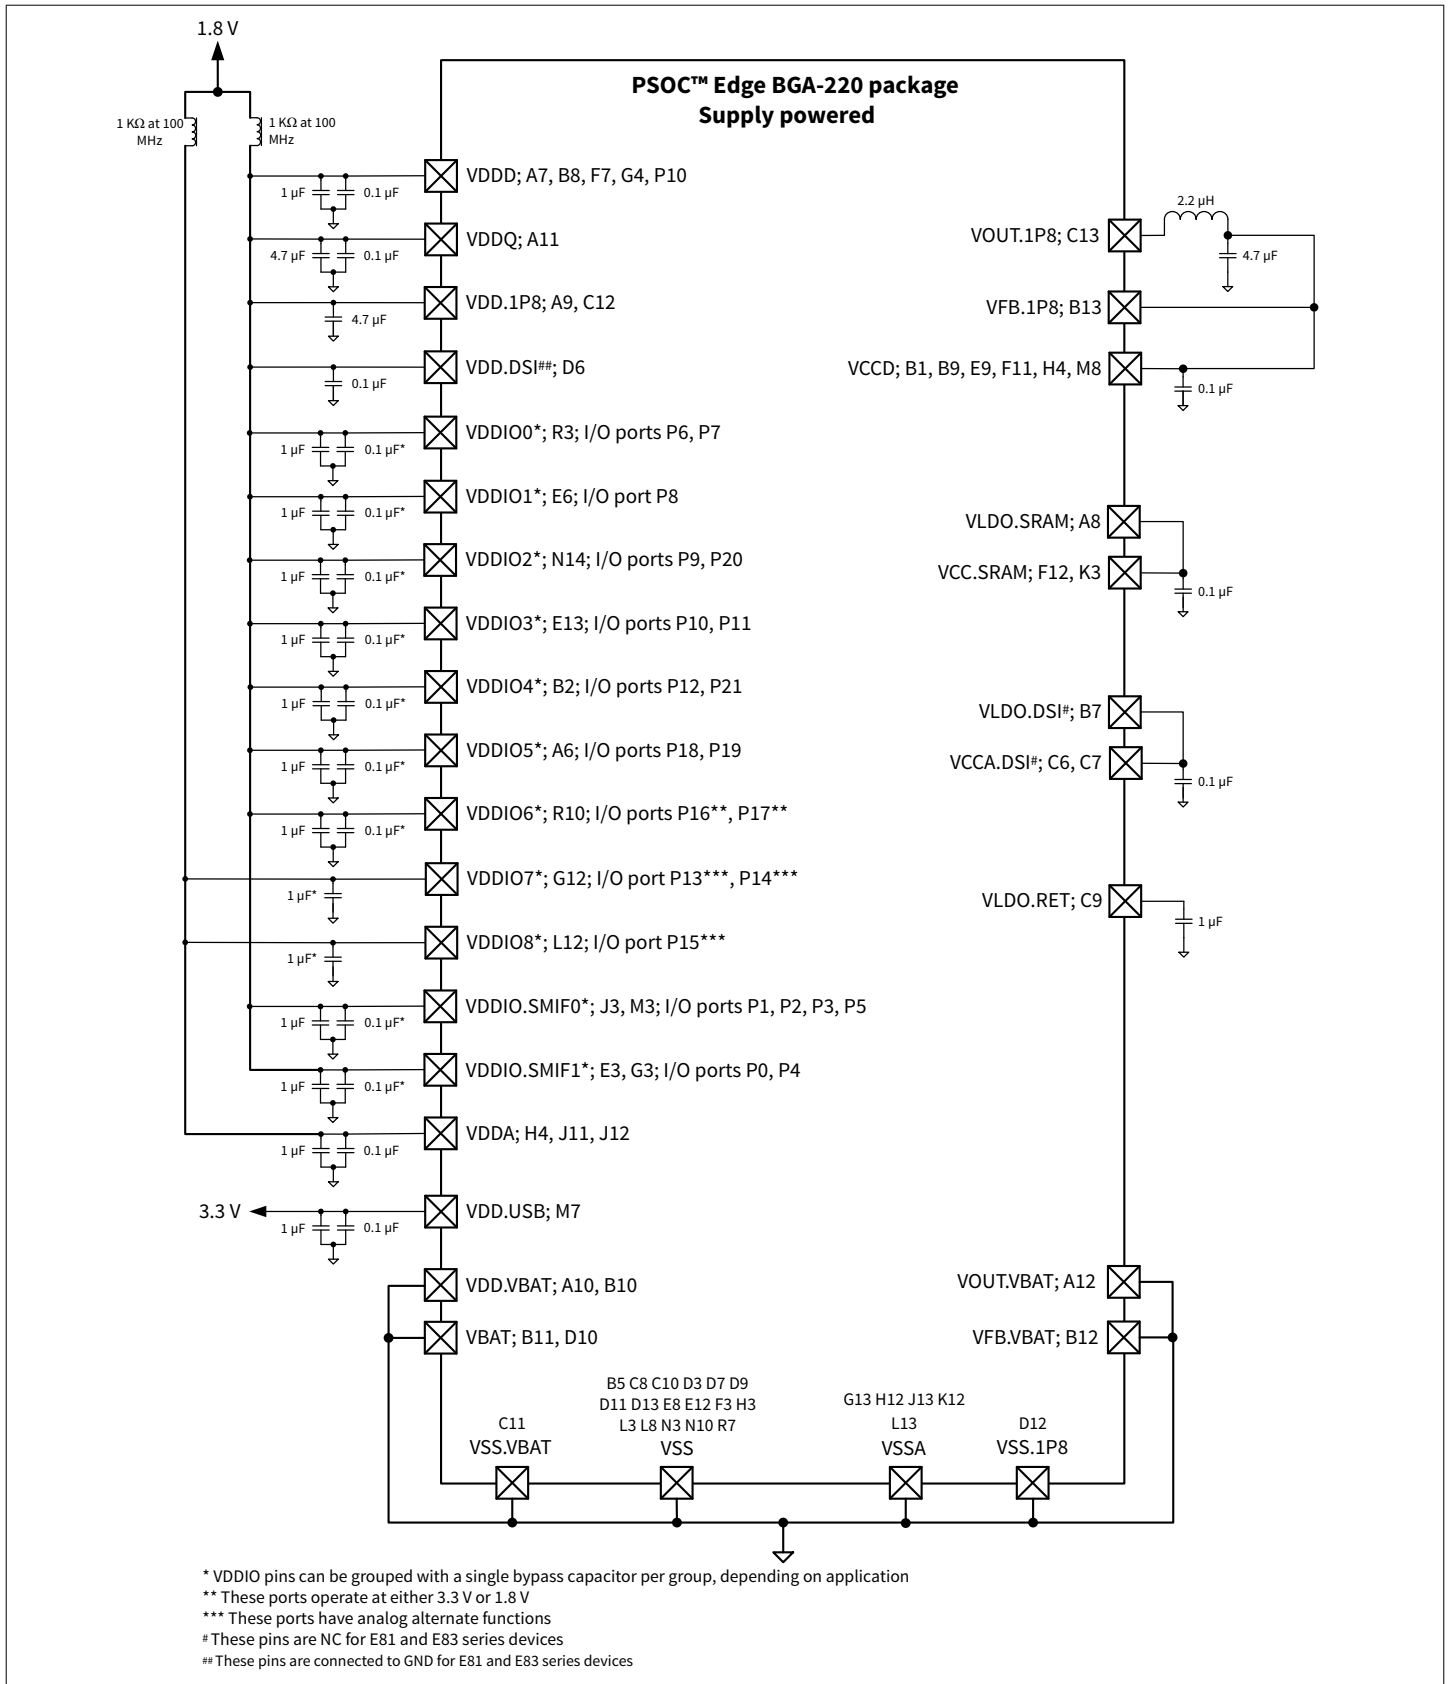 1.8 V
PSOC™ Edge BGA-220 package
Supply powered
1 KΩ at 100
MHz
1 KΩ at 100
MHz
1 µF
0.1 µF
VDDD; A7, B8, F7, G4, P10
4.7 µF
0.1 µF
VDDQ; A11
4.7 µF
VDD.1P8; A9, C12
0.1 µF
VDD.DSI##; D6
1 µF
0.1 µF*
VDDIO0*; R3; I/O ports P6, P7
1 µF
0.1 µF*
VDDIO1*; E6; I/O port P8
1 µF
0.1 µF*
VDDIO2*; N14; I/O ports P9, P20
1 µF
0.1 µF*
VDDIO3*; E13; I/O ports P10, P11
1 µF
0.1 µF*
VDDIO4*; B2; I/O ports P12, P21
1 µF
0.1 µF*
VDDIO5*; A6; I/O ports P18, P19
1 µF
0.1 µF*
VDDIO6*; R10; I/O ports P16**, P17**
1 µF*
VDDIO7*; G12; I/O port P13***, P14***
1 µF*
VDDIO8*; L12; I/O port P15***
1 µF
0.1 µF*
VDDIO.SMIF0*; J3, M3; I/O ports P1, P2, P3, P5
1 µF
0.1 µF*
VDDIO.SMIF1*; E3, G3; I/O ports P0, P4
1 µF
0.1 µF
VDDA; H4, J11, J12
3.3 V
1 µF
0.1 µF
VDD.USB; M7
VDD.VBAT; A10, B10
VBAT; B11, D10
2.2 µH
VOUT.1P8; C13
4.7 µF
VFB.1P8; B13
VCCD; B1, B9, E9, F11, H4, M8
0.1 µF
VLDO.SRAM; A8
VCC.SRAM; F12, K3
0.1 µF
VLDO.DSI#; B7
VCCA.DSI#; C6, C7
0.1 µF
VLDO.RET; C9
1 µF
VOUT.VBAT; A12
VFB.VBAT; B12
C11
VSS.VBAT
B5 C8 C10 D3 D7 D9
D11 D13 E8 E12 F3 H3
L3 L8 N3 N10 R7
VSS
G13 H12 J13 K12
L13
VSSA
D12
VSS.1P8
* VDDIO pins can be grouped with a single bypass capacitor per group, depending on application
** These ports operate at either 3.3 V or 1.8 V
*** These ports have analog alternate functions
# These pins are NC for E81 and E83 series devices
## These pins are connected to GND for E81 and E83 series devices